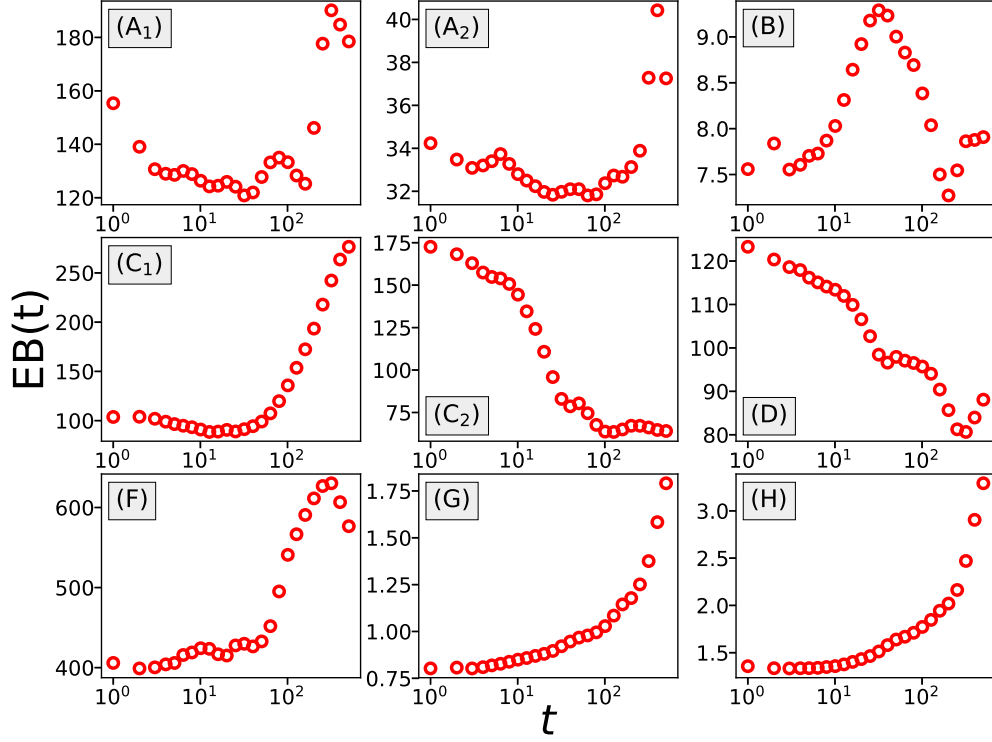 (A₁)
180
160
140
120
10⁰ 10¹ 10²
(A₂)
40
38
36
34
32
10⁰ 10¹ 10²
(B)
9.0
8.5
8.0
7.5
10⁰ 10¹ 10²
EB(t)
(C₁)
250
200
150
100
10⁰ 10¹ 10²
(C₂)
175
150
125
100
75
10⁰ 10¹ 10²
(D)
120
110
100
90
80
10⁰ 10¹ 10²
(F)
600
500
400
10⁰ 10¹ 10²
(G)
1.75
1.50
1.25
1.00
0.75
10⁰ 10¹ 10²
(H)
3.0
2.5
2.0
1.5
10⁰ 10¹ 10²
t